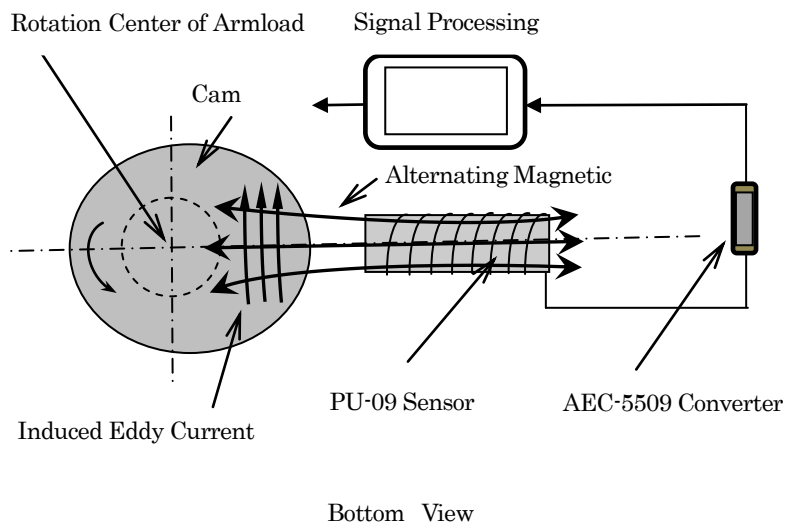 Rotation Center of Armload
Signal Processing
Cam
Alternating Magnetic
PU-09 Sensor
AEC-5509 Converter
Induced Eddy Current
Bottom View